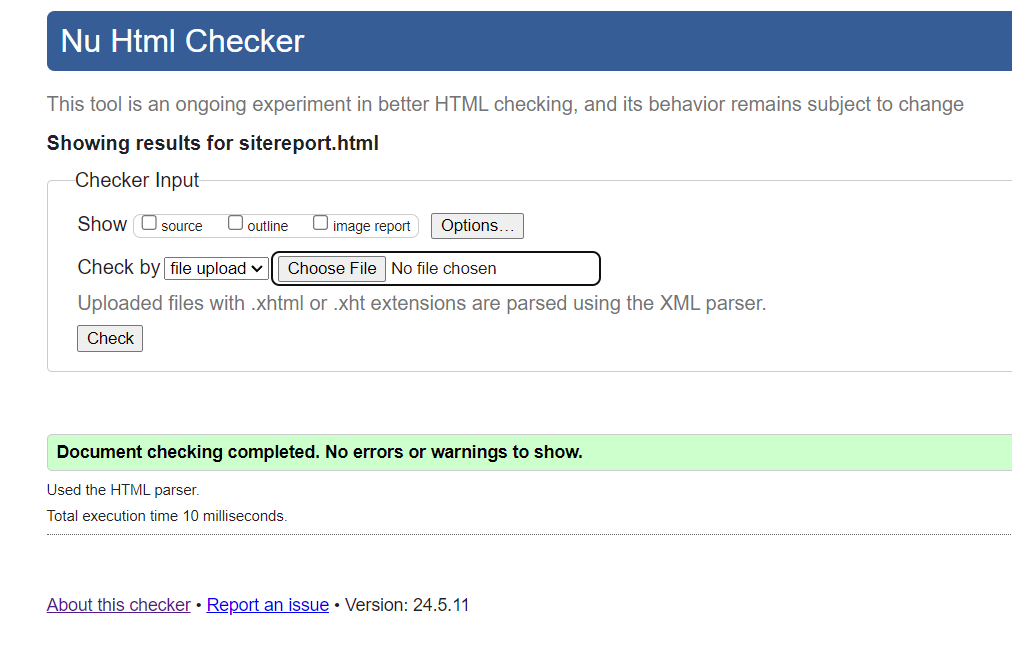 Nu Html Checker
This tool is an ongoing experiment in better HTML checking, and its behavior remains subject to change
Showing results for sitereport.html
Checker Input
Show source outline image report Options…
Check by file upload Choose File No file chosen
Uploaded files with .xhtml or .xht extensions are parsed using the XML parser.
Check
Document checking completed. No errors or warnings to show.
Used the HTML parser.
Total execution time 10 milliseconds.
About this checker • Report an issue • Version: 24.5.11